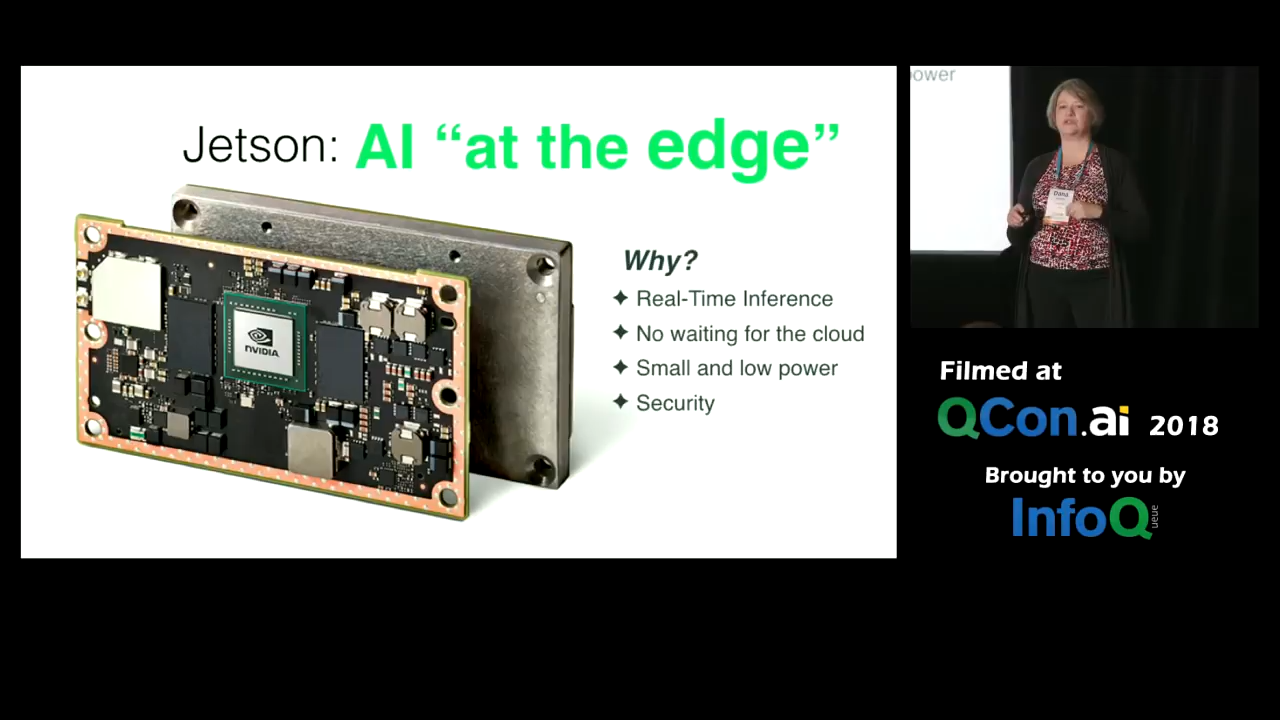 Jetson: AI “at the edge”
NVIDIA
Why?
✦ Real-Time Inference
✦ No waiting for the cloud
✦ Small and low power
✦ Security
ower
Filmed at
QCon.ai 2018
Brought to you by
InfoQueue